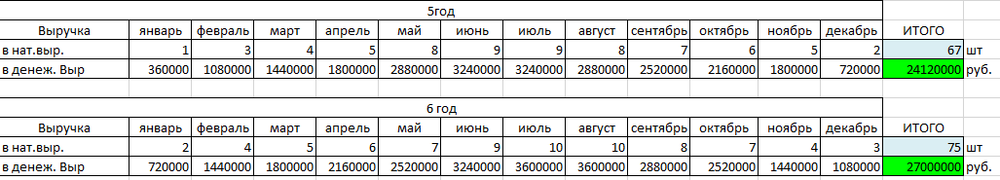 5год
Выручка январь февраль март апрель май июнь июль август сентябрь октябрь ноябрь декабрь ИТОГО
в нат.выр. 1 3 4 5 8 9 9 8 7 6 5 2 67 шт
в денеж. Выр 360000 1080000 1440000 1800000 2880000 3240000 3240000 2880000 2520000 2160000 1800000 720000 24120000 руб.
6 год
Выручка январь февраль март апрель май июнь июль август сентябрь октябрь ноябрь декабрь ИТОГО
в нат.выр. 2 4 5 6 7 9 10 10 8 7 4 3 75 шт
в денеж. Выр 720000 1440000 1800000 2160000 2520000 3240000 3600000 3600000 2880000 2520000 1440000 1080000 27000000 руб.